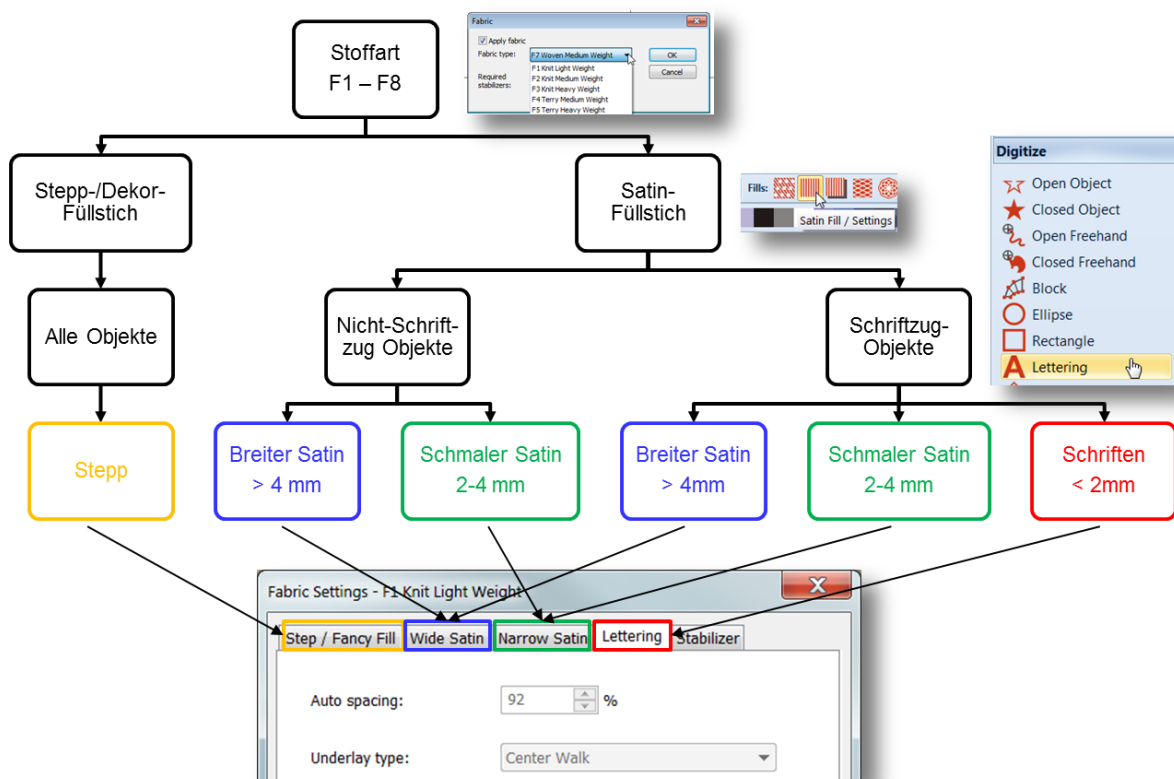 Stoffart
F1 – F8
Fabric
Apply fabric
Fabric type:
F7 Woven Medium Weight
OK
F1 Knit Light Weight
Cancel
F2 Knit Medium Weight
Required
stabilizers:
F3 Knit Heavy Weight
F4 Terry Medium Weight
F5 Terry Heavy Weight
Stepp-/Dekor-
Füllstich
Satin-
Füllstich
Fills:
Satin Fill / Settings
Digitize
Open Object
Closed Object
Open Freehand
Closed Freehand
Block
Ellipse
Rectangle
A Lettering
Alle Objekte
Nicht-Schrift-
zug Objekte
Schriftzug-
Objekte
Stepp
Breiter Satin
> 4 mm
Schmaler Satin
2-4 mm
Breiter Satin
> 4mm
Schmaler Satin
2-4 mm
Schriften
< 2mm
Fabric Settings - F1 Knit Light Weight
Step / Fancy Fill
Wide Satin
Narrow Satin
Lettering
Stabilizer
Auto spacing:
92
%
Underlay type:
Center Walk